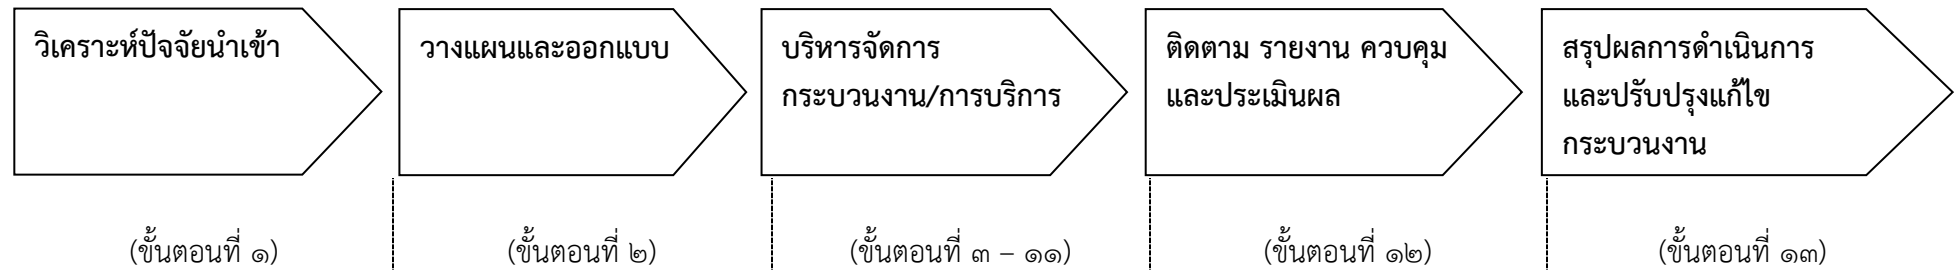 วิเคราะห์ปัจจัยนำเข้า
วางแผนและออกแบบ
บริหารจัดการ
กระบวนงาน/การบริการ
ติดตาม รายงาน ควบคุม
และประเมินผล
สรุปผลการดำเนินการ
และปรับปรุงแก้ไข
กระบวนงาน
(ขั้นตอนที่ ๑)
(ขั้นตอนที่ ๒)
(ขั้นตอนที่ ๓ – ๑๑)
(ขั้นตอนที่ ๑๒)
(ขั้นตอนที่ ๑๓)